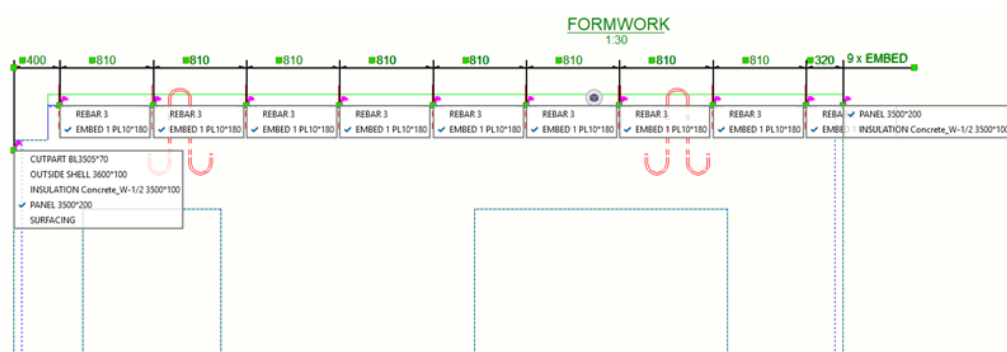 FORMWORK
1:30
400 810 810 810 810 810 810 810 810 320 9 x EMBED
REBAR 3 REBAR 3 REBAR 3 REBAR 3 REBAR 3 REBAR 3 REBAR 3 REBAR 3 REBA PANEL 3500*200
EMBED 1 PL10*180 EMBED 1 PL10*180 EMBED 1 PL10*180 EMBED 1 PL10*180 EMBED 1 PL10*180 EMBED 1 PL10*180 EMBED 1 PL10*180 EMBED 1 PL10*180 EMB INSULATION Concrete_W-1/2 3500*100
CUTPART BL3505*70
OUTSIDE SHELL 3600*100
INSULATION Concrete_W-1/2 3500*100
PANEL 3500*200
SURFACING